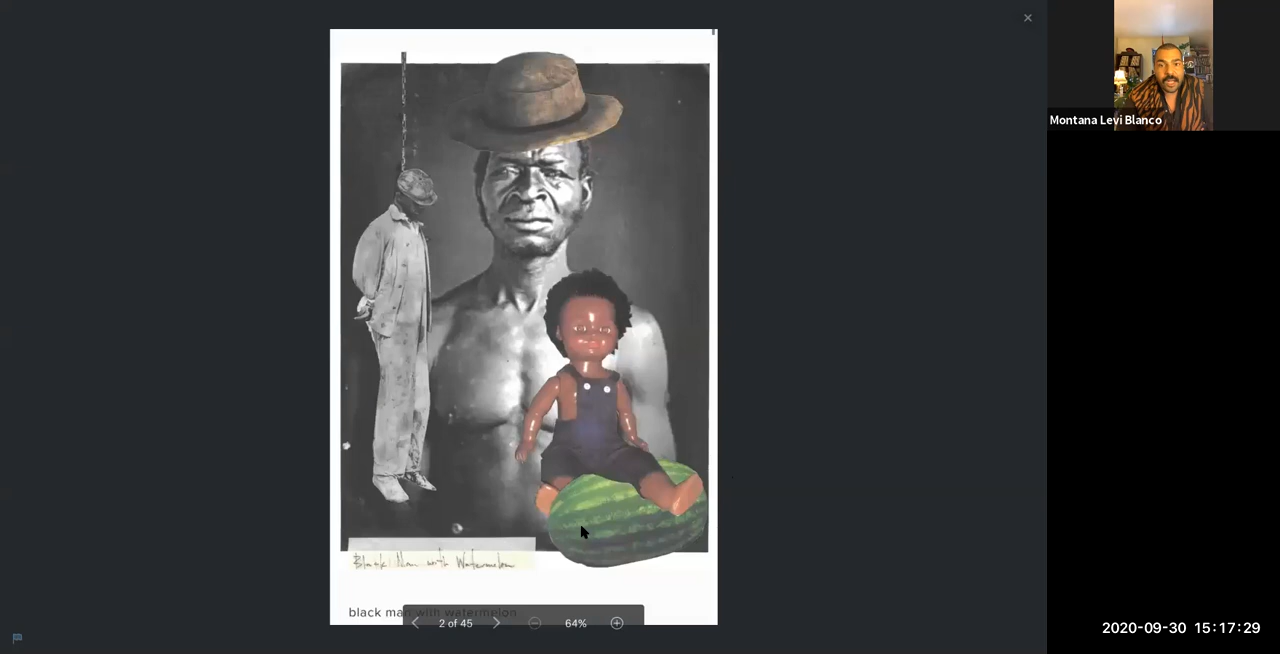 Montana Levi Blanco
Black Man with Watermelon
black man with watermelon
2 of 45
64%
2020-09-30 15:17:29